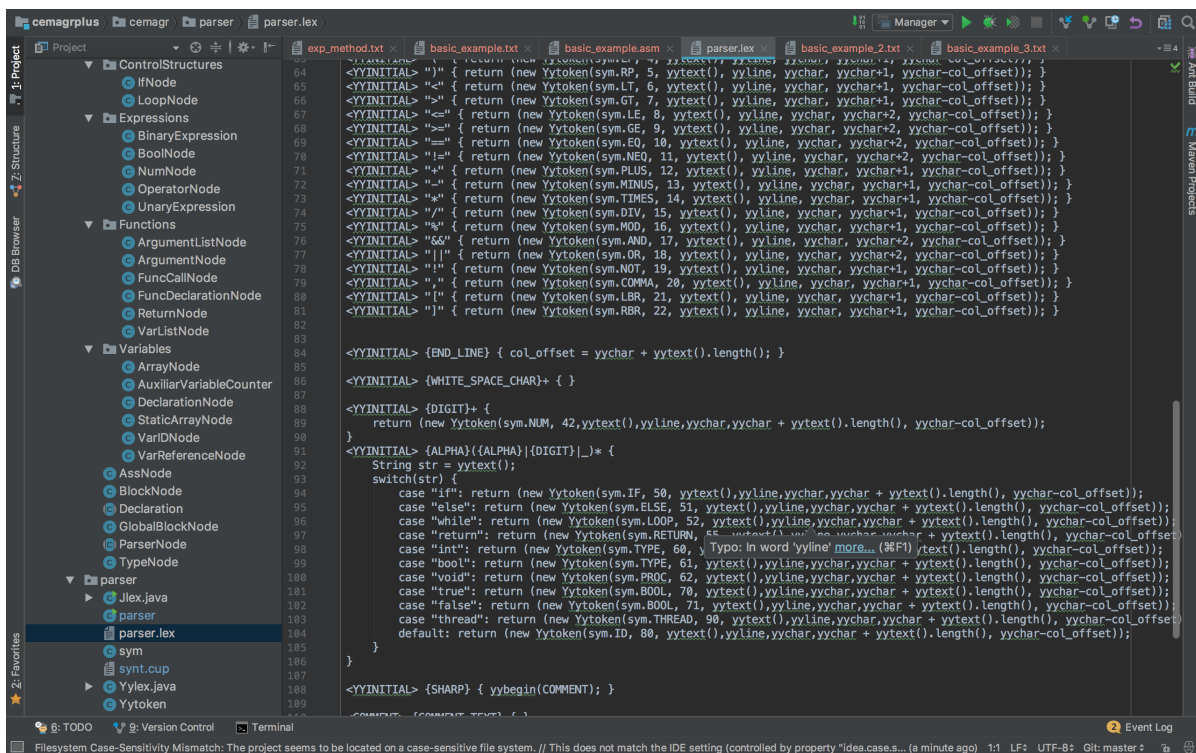 cemagrplus cemagr parser parser.lex
Manager
Project
exp_method.txt basic_example.txt basic_example.asm parser.lex basic_example_2.txt basic_example_3.txt
4
1: Project
Z: Structure
DB Browser
2: Favorites
Ant Build
Maven Projects
ControlStructures
IfNode
LoopNode
Expressions
BinaryExpression
BoolNode
NumNode
OperatorNode
UnaryExpression
Functions
ArgumentListNode
ArgumentNode
FuncCallNode
FuncDeclarationNode
ReturnNode
VarListNode
Variables
ArrayNode
AuxiliarVariableCounter
DeclarationNode
StaticArrayNode
VarIDNode
VarReferenceNode
AssNode
BlockNode
Declaration
GlobalBlockNode
ParserNode
TypeNode
parser
Jlex.java
parser
parser.lex
sym
synt.cup
Yylex.java
Yytoken
64 <YYINITIAL> ")" { return (new Yytoken(sym.RP, 5, yytext(), yyline, yychar, yychar+1, yychar-col_offset)); }
65 <YYINITIAL> "<" { return (new Yytoken(sym.LT, 6, yytext(), yyline, yychar, yychar+1, yychar-col_offset)); }
66 <YYINITIAL> ">" { return (new Yytoken(sym.GT, 7, yytext(), yyline, yychar, yychar+1, yychar-col_offset)); }
67 <YYINITIAL> "<=" { return (new Yytoken(sym.LE, 8, yytext(), yyline, yychar, yychar+2, yychar-col_offset)); }
68 <YYINITIAL> ">=" { return (new Yytoken(sym.GE, 9, yytext(), yyline, yychar, yychar+2, yychar-col_offset)); }
69 <YYINITIAL> "==" { return (new Yytoken(sym.EQ, 10, yytext(), yyline, yychar, yychar+2, yychar-col_offset)); }
70 <YYINITIAL> "!=" { return (new Yytoken(sym.NEQ, 11, yytext(), yyline, yychar, yychar+2, yychar-col_offset)); }
71 <YYINITIAL> "+" { return (new Yytoken(sym.PLUS, 12, yytext(), yyline, yychar, yychar+1, yychar-col_offset)); }
72 <YYINITIAL> "-" { return (new Yytoken(sym.MINUS, 13, yytext(), yyline, yychar, yychar+1, yychar-col_offset)); }
73 <YYINITIAL> "*" { return (new Yytoken(sym.TIMES, 14, yytext(), yyline, yychar, yychar+1, yychar-col_offset)); }
74 <YYINITIAL> "/" { return (new Yytoken(sym.DIV, 15, yytext(), yyline, yychar, yychar+1, yychar-col_offset)); }
75 <YYINITIAL> "%" { return (new Yytoken(sym.MOD, 16, yytext(), yyline, yychar, yychar+1, yychar-col_offset)); }
76 <YYINITIAL> "&&" { return (new Yytoken(sym.AND, 17, yytext(), yyline, yychar, yychar+2, yychar-col_offset)); }
77 <YYINITIAL> "||" { return (new Yytoken(sym.OR, 18, yytext(), yyline, yychar, yychar+2, yychar-col_offset)); }
78 <YYINITIAL> "!" { return (new Yytoken(sym.NOT, 19, yytext(), yyline, yychar, yychar+1, yychar-col_offset)); }
79 <YYINITIAL> "," { return (new Yytoken(sym.COMMA, 20, yytext(), yyline, yychar, yychar+1, yychar-col_offset)); }
80 <YYINITIAL> "[" { return (new Yytoken(sym.LBR, 21, yytext(), yyline, yychar, yychar+1, yychar-col_offset)); }
81 <YYINITIAL> "]" { return (new Yytoken(sym.RBR, 22, yytext(), yyline, yychar, yychar+1, yychar-col_offset)); }
82
83
84 <YYINITIAL> {END_LINE} { col_offset = yychar + yytext().length(); }
85
86 <YYINITIAL> {WHITE_SPACE_CHAR}+ { }
87
88 <YYINITIAL> {DIGIT}+ {
89 return (new Yytoken(sym.NUM, 42,yytext(),yyline,yychar,yychar + yytext().length(), yychar-col_offset));
90 }
91 <YYINITIAL> {ALPHA}({ALPHA}|{DIGIT}|_)* {
92 String str = yytext();
93 switch(str) {
94 case "if": return (new Yytoken(sym.IF, 50, yytext(),yyline,yychar,yychar + yytext().length(), yychar-col_offset));
95 case "else": return (new Yytoken(sym.ELSE, 51, yytext(),yyline,yychar,yychar + yytext().length(), yychar-col_offset));
96 case "while": return (new Yytoken(sym.LOOP, 52, yytext(),yyline,yychar,yychar + yytext().length(), yychar-col_offset));
97 case "return": return (new Yytoken(sym.RETURN, 55, yytext(),yyline,yychar,yychar + yytext().length(), yychar-col_offset)
98 case "int": return (new Yytoken(sym.TYPE, 60, ytext().length(), yychar-col_offset));
Typo: In word 'yyline' more... (⌘F1)
99 case "bool": return (new Yytoken(sym.TYPE, 61, yytext(),yyline,yychar,yychar + yytext().length(), yychar-col_offset));
100 case "void": return (new Yytoken(sym.PROC, 62, yytext(),yyline,yychar,yychar + yytext().length(), yychar-col_offset));
101 case "true": return (new Yytoken(sym.BOOL, 70, yytext(),yyline,yychar,yychar + yytext().length(), yychar-col_offset));
102 case "false": return (new Yytoken(sym.BOOL, 71, yytext(),yyline,yychar,yychar + yytext().length(), yychar-col_offset));
103 case "thread": return (new Yytoken(sym.THREAD, 90, yytext(),yyline,yychar,yychar + yytext().length(), yychar-col_offset)
104 default: return (new Yytoken(sym.ID, 80, yytext(),yyline,yychar,yychar + yytext().length(), yychar-col_offset));
105 }
106 }
107
108 <YYINITIAL> {SHARP} { yybegin(COMMENT); }
109
6: TODO 9: Version Control Terminal
2 Event Log
Filesystem Case-Sensitivity Mismatch: The project seems to be located on a case-sensitive file system. // This does not match the IDE setting (controlled by property "idea.case.s... (a minute ago) 1:1 LF÷ UTF-8÷ Git: master÷